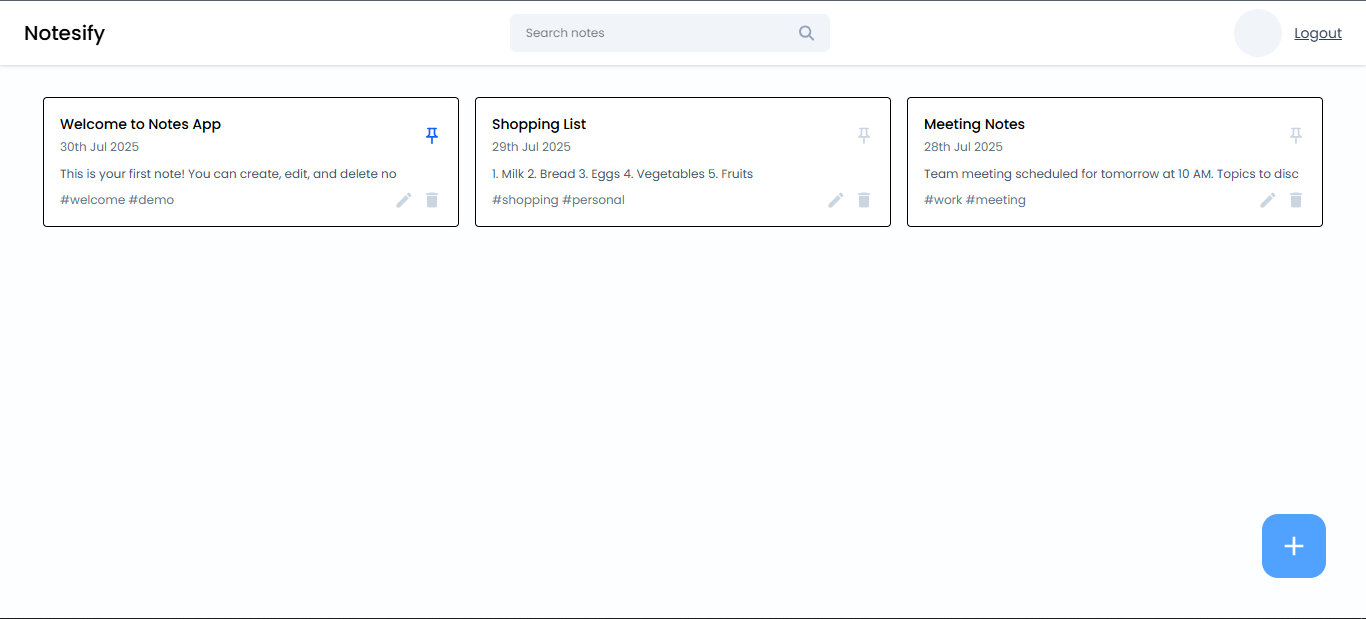 Notesify
Search notes
Logout
Welcome to Notes App
30th Jul 2025
This is your first note! You can create, edit, and delete no
#welcome #demo
Shopping List
29th Jul 2025
1. Milk 2. Bread 3. Eggs 4. Vegetables 5. Fruits
#shopping #personal
Meeting Notes
28th Jul 2025
Team meeting scheduled for tomorrow at 10 AM. Topics to disc
#work #meeting